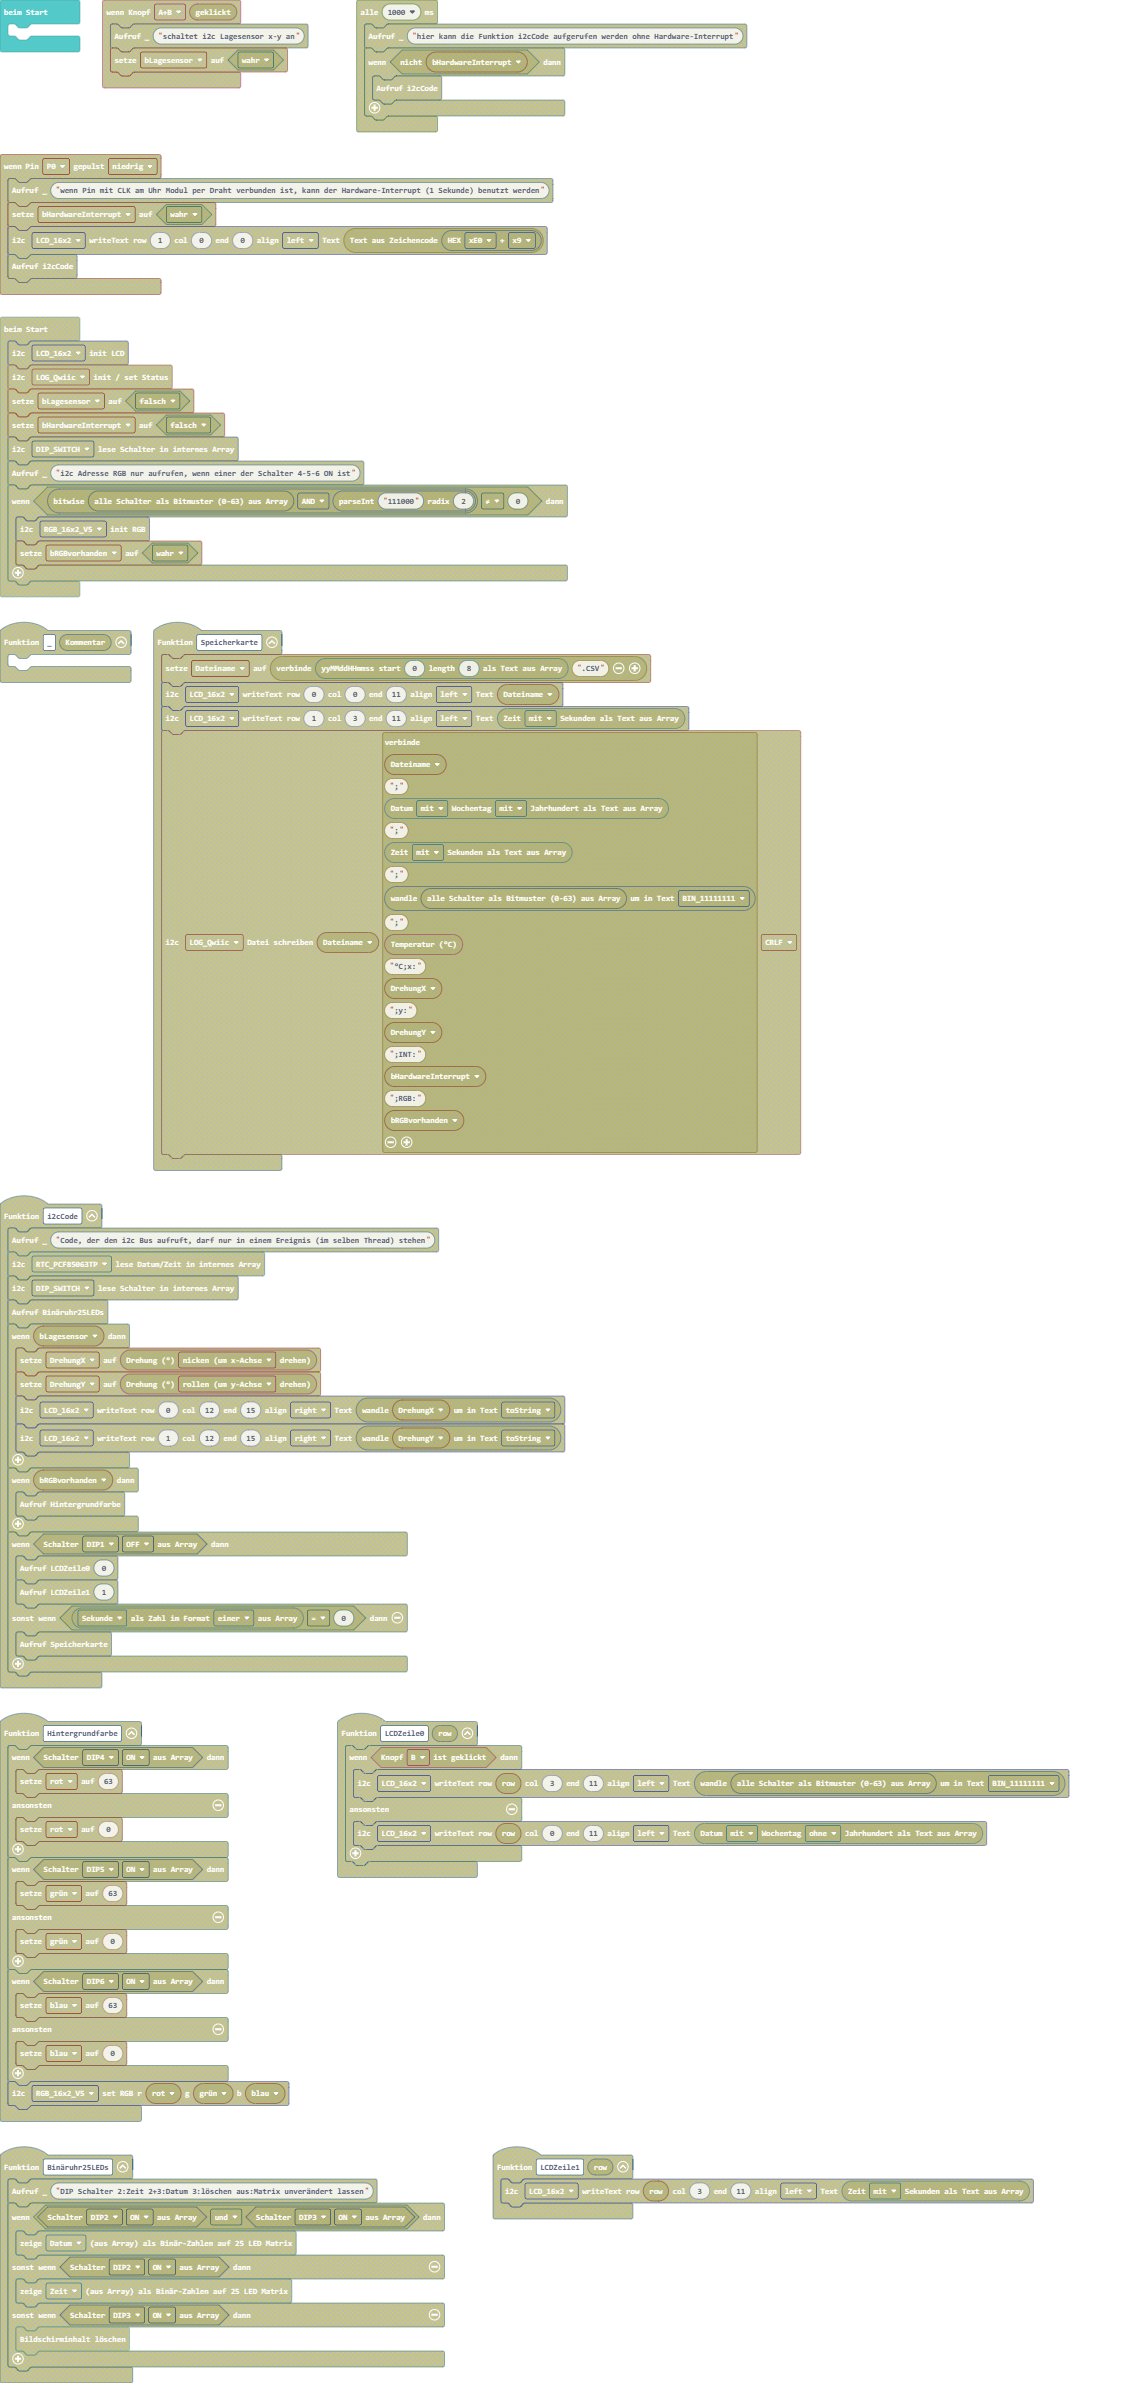 beim Start
wenn Knopf A+B geklickt
Aufruf _ "schaltet i2c Lagesensor x-y an"
setze bLagesensor auf wahr
alle 1000 ms
Aufruf _ "hier kann die Funktion i2cCode aufgerufen werden ohne Hardware-Interrupt"
wenn nicht bHardwareInterrupt dann
Aufruf i2cCode
wenn Pin P0 gepulst niedrig
Aufruf _ "wenn Pin mit CLK am Uhr Modul per Draht verbunden ist, kann der Hardware-Interrupt (1 Sekunde) benutzt werden"
setze bHardwareInterrupt auf wahr
i2c LCD_16x2 writeText row 1 col 0 end 0 align left Text Text aus Zeichencode HEX xE0 + x9
Aufruf i2cCode
beim Start
i2c LCD_16x2 init LCD
i2c LOG_Qwiic init / set Status
setze bLagesensor auf falsch
setze bHardwareInterrupt auf falsch
i2c DIP_SWITCH lese Schalter in internes Array
Aufruf _ "i2c Adresse RGB nur aufrufen, wenn einer der Schalter 4-5-6 ON ist"
wenn bitwise alle Schalter als Bitmuster (0-63) aus Array AND parseInt "111000" radix 2 ≠ 0 dann
i2c RGB_16x2_V5 init RGB
setze bRGBvorhanden auf wahr
Funktion _ Kommentar
Funktion Speicherkarte
setze Dateiname auf verbinde yyMMddHHmmss start 0 length 8 als Text aus Array ".CSV"
i2c LCD_16x2 writeText row 0 col 0 end 11 align left Text Dateiname
i2c LCD_16x2 writeText row 1 col 3 end 11 align left Text Zeit mit Sekunden als Text aus Array
verbinde
Dateiname
";"
Datum mit Wochentag mit Jahrhundert als Text aus Array
";"
Zeit mit Sekunden als Text aus Array
";"
wandle alle Schalter als Bitmuster (0-63) aus Array um in Text BIN_11111111
";"
i2c LOG_Qwiic Datei schreiben Dateiname Temperatur (°C) CRLF
"°C;x:"
DrehungX
";y:"
DrehungY
";INT:"
bHardwareInterrupt
";RGB:"
bRGBvorhanden
Funktion i2cCode
Aufruf _ "Code, der den i2c Bus aufruft, darf nur in einem Ereignis (im selben Thread) stehen"
i2c RTC_PCF85063TP lese Datum/Zeit in internes Array
i2c DIP_SWITCH lese Schalter in internes Array
Aufruf Binäruhr25LEDs
wenn bLagesensor dann
setze DrehungX auf Drehung (°) nicken (um x-Achse drehen)
setze DrehungY auf Drehung (°) rollen (um y-Achse drehen)
i2c LCD_16x2 writeText row 0 col 12 end 15 align right Text wandle DrehungX um in Text toString
i2c LCD_16x2 writeText row 1 col 12 end 15 align right Text wandle DrehungY um in Text toString
wenn bRGBvorhanden dann
Aufruf Hintergrundfarbe
wenn Schalter DIP1 OFF aus Array dann
Aufruf LCDZeile0 0
Aufruf LCDZeile1 1
sonst wenn Sekunde als Zahl im Format einer aus Array = 0 dann
Aufruf Speicherkarte
Funktion Hintergrundfarbe
wenn Schalter DIP4 ON aus Array dann
setze rot auf 63
ansonsten
setze rot auf 0
wenn Schalter DIP5 ON aus Array dann
setze grün auf 63
ansonsten
setze grün auf 0
wenn Schalter DIP6 ON aus Array dann
setze blau auf 63
ansonsten
setze blau auf 0
i2c RGB_16x2_V5 set RGB r rot g grün b blau
Funktion LCDZeile0 row
wenn Knopf B ist geklickt dann
i2c LCD_16x2 writeText row row col 3 end 11 align left Text wandle alle Schalter als Bitmuster (0-63) aus Array um in Text BIN_11111111
ansonsten
i2c LCD_16x2 writeText row row col 0 end 11 align left Text Datum mit Wochentag ohne Jahrhundert als Text aus Array
Funktion Binäruhr25LEDs
Aufruf _ "DIP Schalter 2:Zeit 2+3:Datum 3:löschen aus:Matrix unverändert lassen"
wenn Schalter DIP2 ON aus Array und Schalter DIP3 ON aus Array dann
zeige Datum (aus Array) als Binär-Zahlen auf 25 LED Matrix
sonst wenn Schalter DIP2 ON aus Array dann
zeige Zeit (aus Array) als Binär-Zahlen auf 25 LED Matrix
sonst wenn Schalter DIP3 ON aus Array dann
Bildschirminhalt löschen
Funktion LCDZeile1 row
i2c LCD_16x2 writeText row row col 3 end 11 align left Text Zeit mit Sekunden als Text aus Array